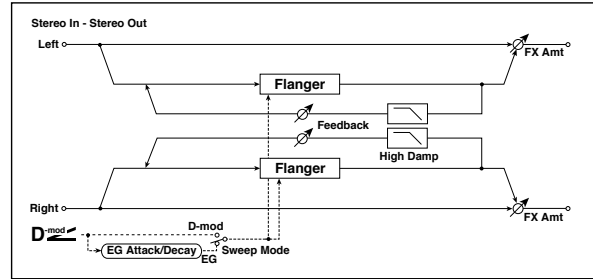 Stereo In - Stereo Out
Left
FX Amt
Flanger
Feedback
High Damp
Flanger
Right
FX Amt
D-mod
D-mod
EG Attack/Decay
EG
Sweep Mode